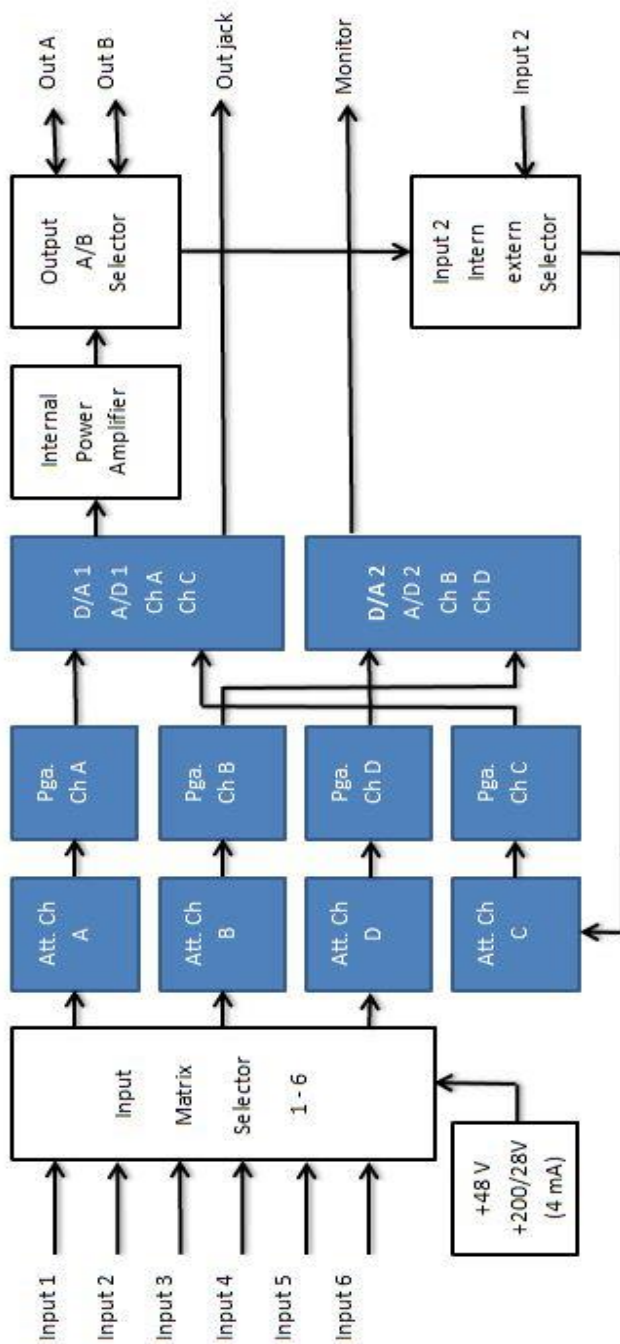 Input 1
Input 2
Input 3
Input 4
Input 5
Input 6
Input
Matrix
Selector
1 - 6
+48 V
+200/28V
(4 mA)
Att. Ch
A
Att. Ch
B
Att. Ch
D
Att. Ch
C
Pga.
Ch A
Pga.
Ch B
Pga.
Ch D
Pga.
Ch C
D/A 1
A/D 1
Ch A
Ch C
D/A 2
A/D 2
Ch B
Ch D
Internal
Power
Amplifier
Output
A/B
Selector
Input 2
Intern
extern
Selector
Out A
Out B
Out jack
Monitor
Input 2